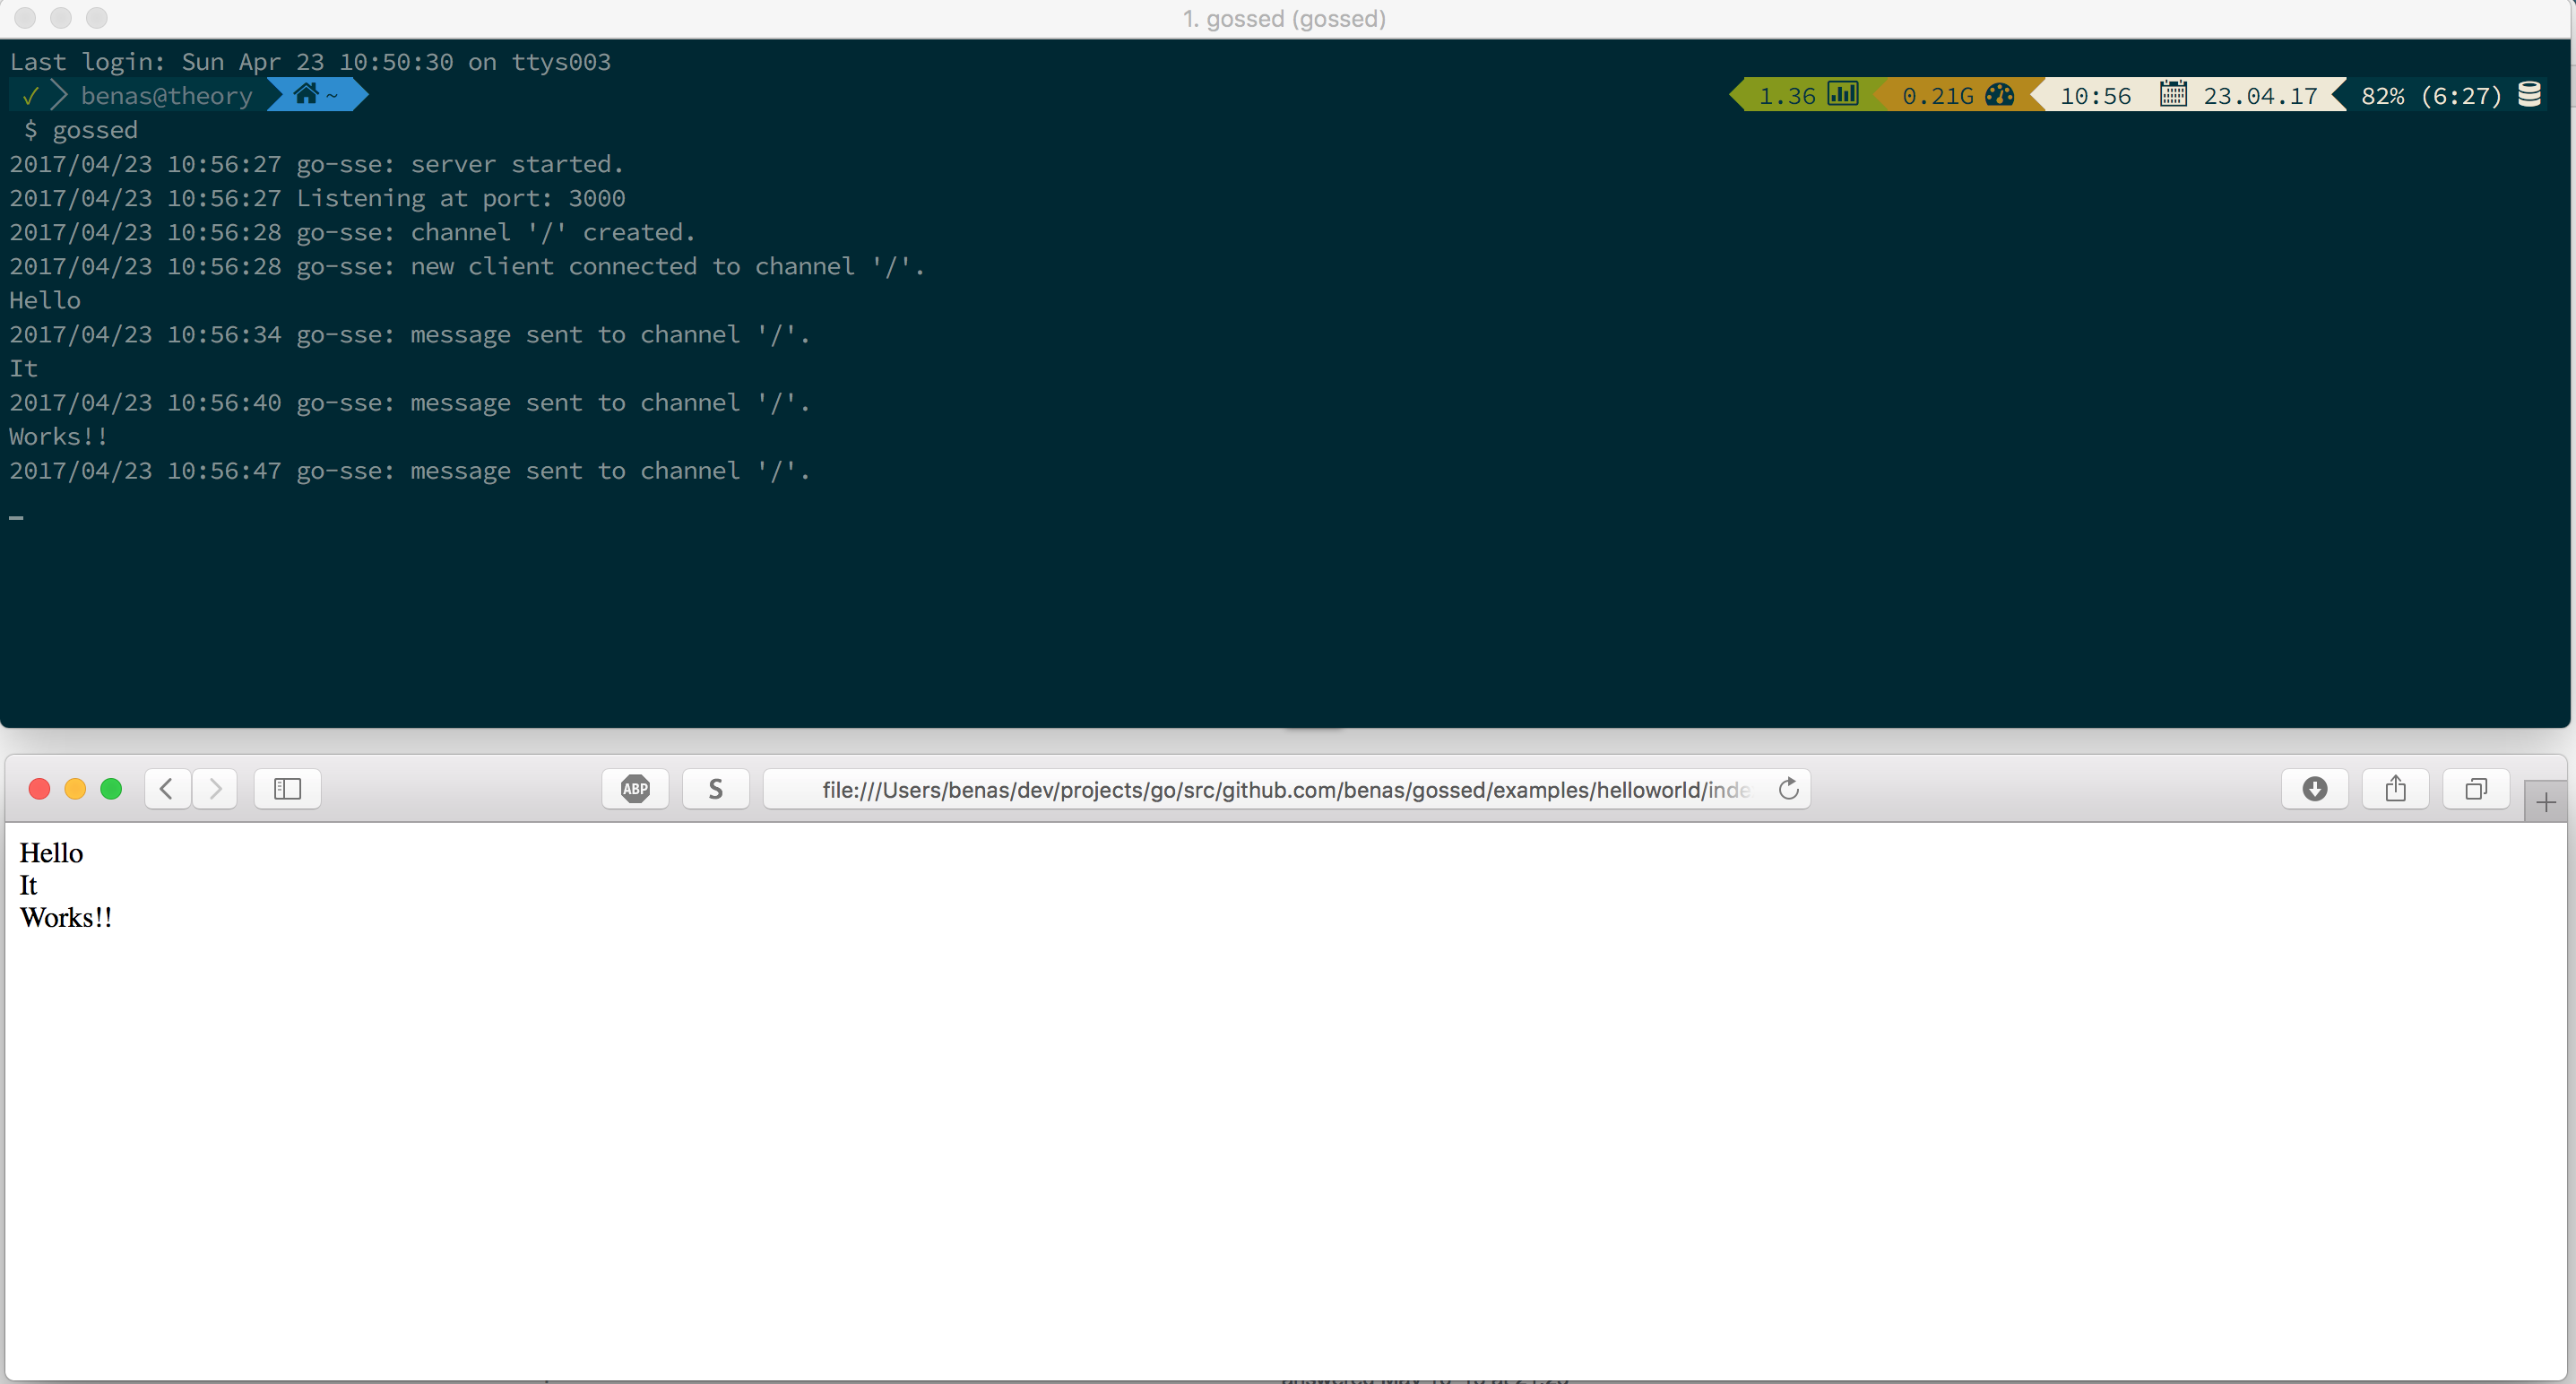 1. gossed (gossed)
Last login: Sun Apr 23 10:50:30 on ttys003
✓ benas@theory ~ 1.36 0.21G 10:56 23.04.17 82% (6:27)
$ gossed
2017/04/23 10:56:27 go-sse: server started.
2017/04/23 10:56:27 Listening at port: 3000
2017/04/23 10:56:28 go-sse: channel '/' created.
2017/04/23 10:56:28 go-sse: new client connected to channel '/'.
Hello
2017/04/23 10:56:34 go-sse: message sent to channel '/'.
It
2017/04/23 10:56:40 go-sse: message sent to channel '/'.
Works!!
2017/04/23 10:56:47 go-sse: message sent to channel '/'.
ABP S file:///Users/benas/dev/projects/go/src/github.com/benas/gossed/examples/helloworld/inde
Hello
It
Works!!